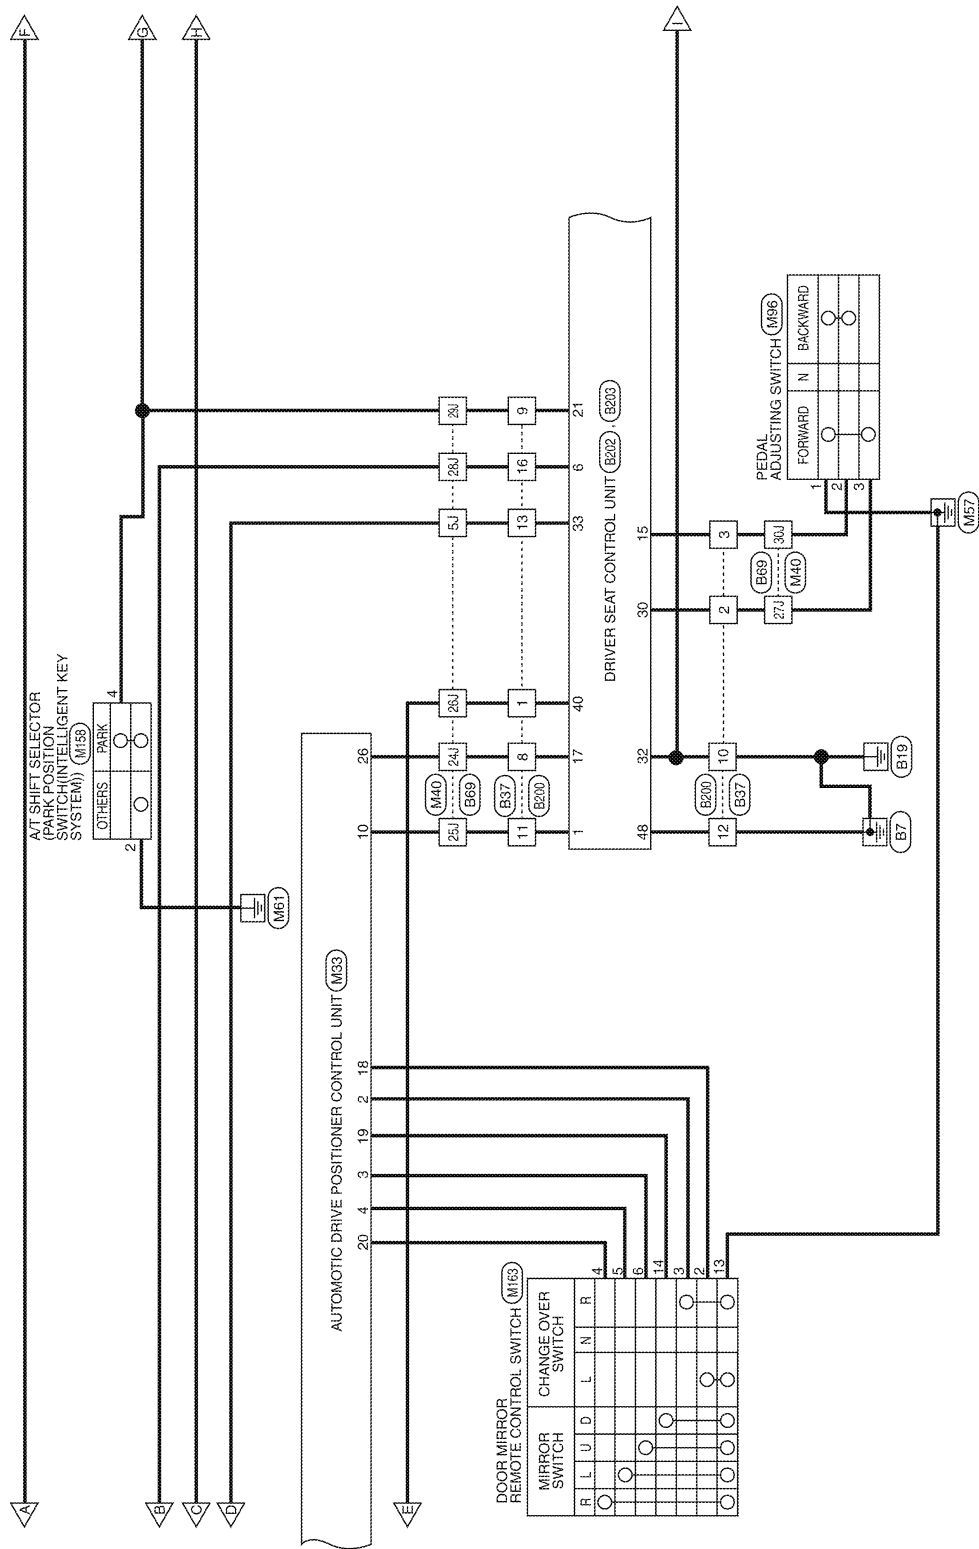 F
G
H
I
A
B
C
D
E
A/T SHIFT SELECTOR
(PARK POSITION
SWITCH(INTELLIGENT KEY
SYSTEM)) M158
OTHERS PARK
2
4
M61
AUTOMOTIC DRIVE POSITIONER CONTROL UNIT M33
20 4 3 19 2 18 10 26
M40
B69
25J 24J 26J 5J 28J 29J
B37
B200
11 8 1 13 16 9
1 17 40 33 6 21
DRIVER SEAT CONTROL UNIT B202 , B203
48 32 30 15
B200
B37
12 10 2 3
B69
M40
27J 30J
B7
B19
PEDAL
ADJUSTING SWITCH M96
FORWARD N BACKWARD
1
2
3
M57
DOOR MIRROR
REMOTE CONTROL SWITCH M163
MIRROR
SWITCH
CHANGE OVER
SWITCH
R L U D L N R
4
5
6
14
3
2
13